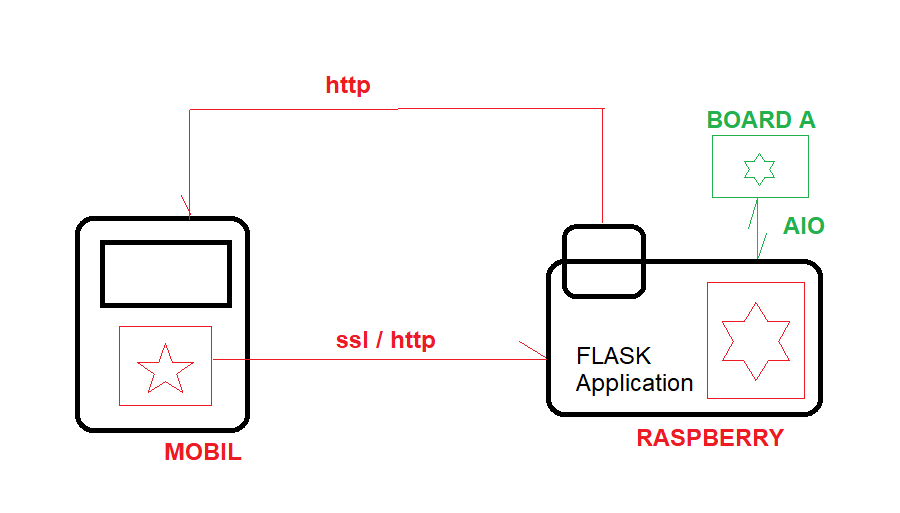 http
BOARD A
AIO
ssl / http
FLASK
Application
MOBIL
RASPBERRY